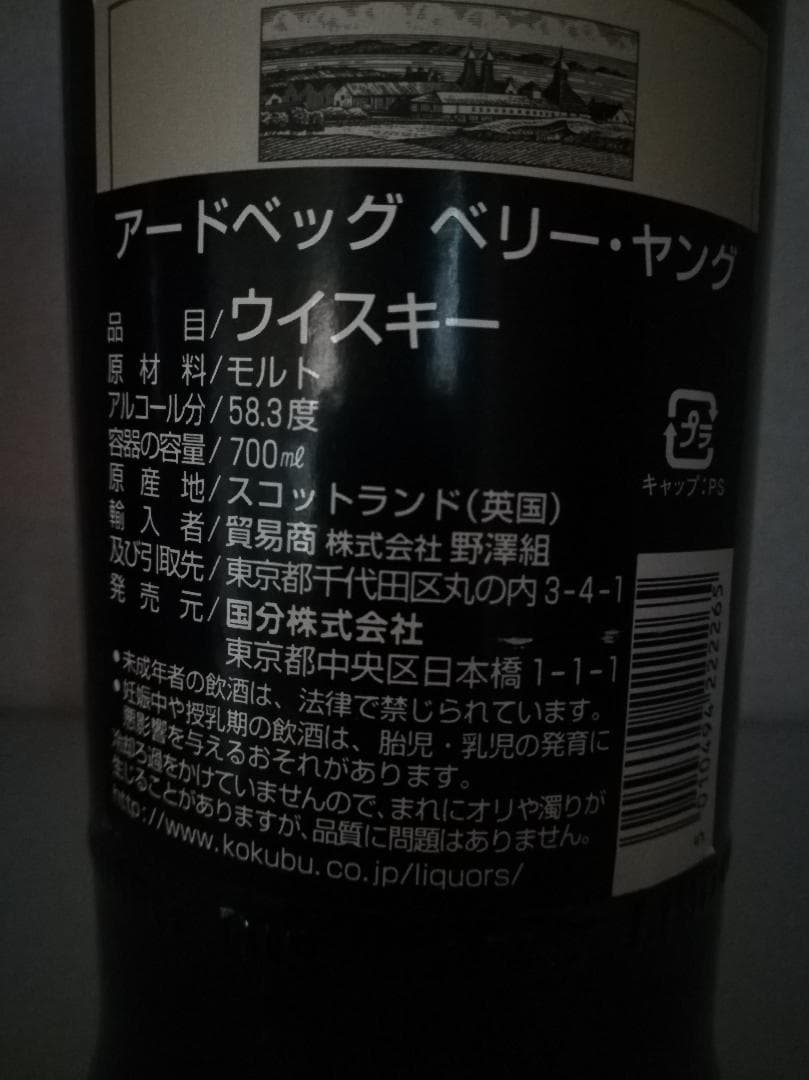 アードベッグ ベリー・ヤング
品目/ウイスキー
原材料/モルト
アルコール分/58.3度
容器の容量/700ml
原産地/スコットランド(英国)
輸入者/貿易商 株式会社 野澤組
及び引取先/東京都千代田区丸の内3-4-1
発売元/国分株式会社
東京都中央区日本橋1-1-1
プラ
キャップ:PS
•未成年者の飲酒は、法律で禁じられています。
•妊娠中や授乳期の飲酒は、胎児・乳児の発育に
悪影響を与えるおそれがあります。
冷却ろ過をかけていませんので、まれにオリや濁りが
生じることがありますが、品質に問題はありません。
http://www.kokubu.co.jp/liquors/
5 010494 222265